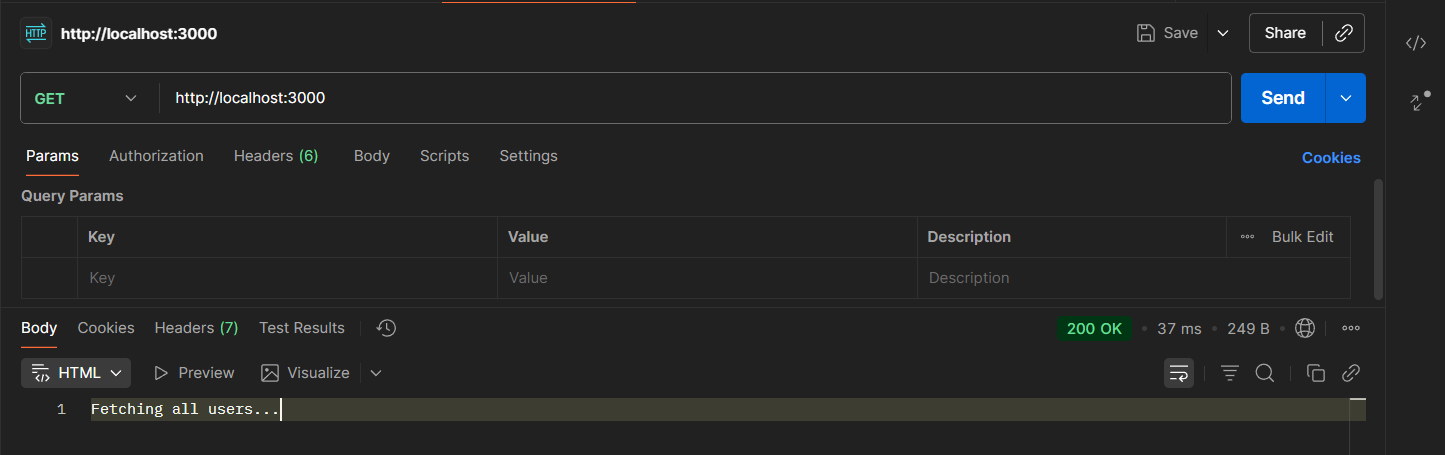 HTTP http://localhost:3000 Save Share
GET http://localhost:3000 Send
Params Authorization Headers (6) Body Scripts Settings Cookies
Query Params
Key Value Description Bulk Edit
Key Value Description
Body Cookies Headers (7) Test Results 200 OK • 37 ms • 249 B •
HTML Preview Visualize
1 Fetching all users...